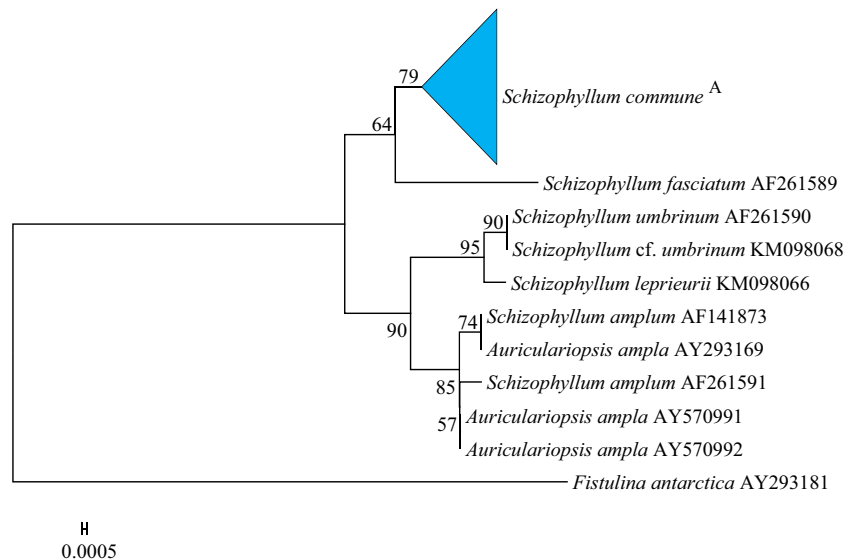 79
Schizophyllum commune A
64
Schizophyllum fasciatum AF261589
90
Schizophyllum umbrinum AF261590
95
Schizophyllum cf. umbrinum KM098068
Schizophyllum leprieurii KM098066
90
74
Schizophyllum amplum AF141873
Auriculariopsis ampla AY293169
85
Schizophyllum amplum AF261591
57
Auriculariopsis ampla AY570991
Auriculariopsis ampla AY570992
Fistulina antarctica AY293181
0.0005